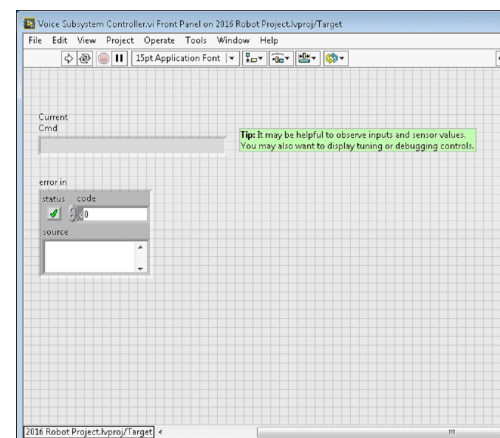 Voice Subsystem Controller.vi Front Panel on 2016 Robot Project.lvproj/Target
File Edit View Project Operate Tools Window Help
15pt Application Font
Current
Cmd
Tip: It may be helpful to observe inputs and sensor values.
You may also want to display tuning or debugging controls.
error in
status code
0
source
2016 Robot Project.lvproj/Target